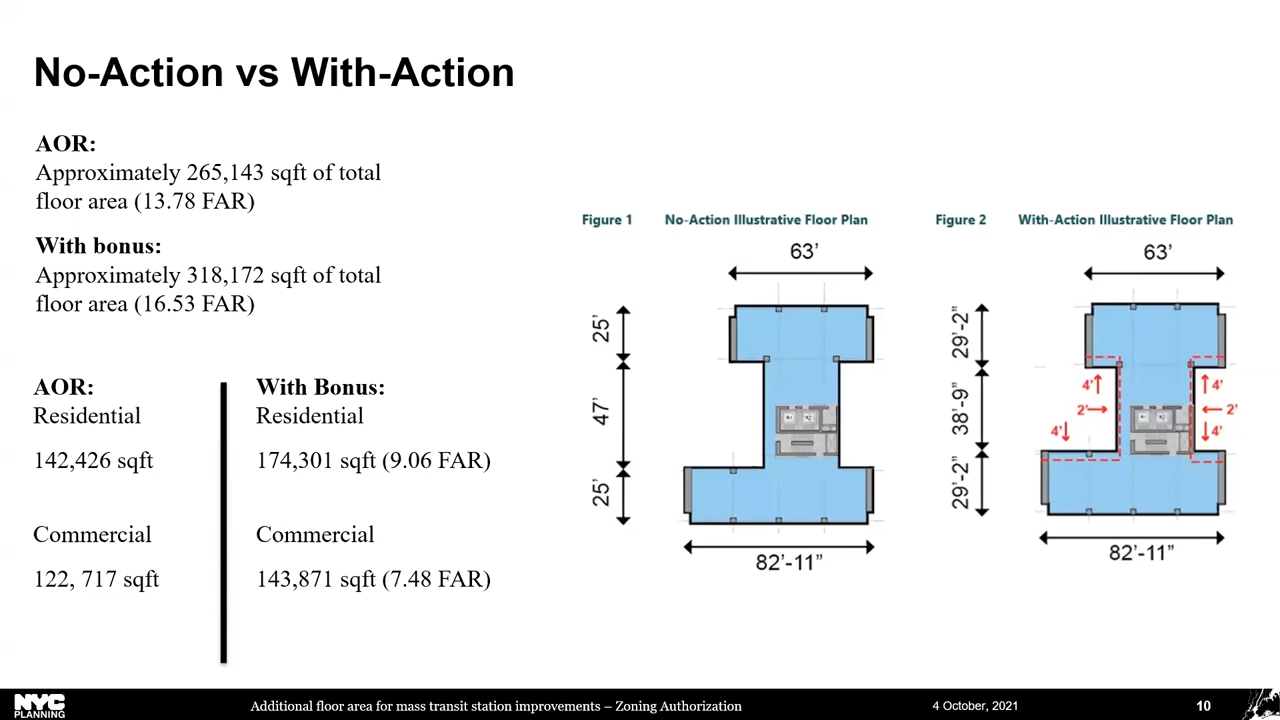 No-Action vs With-Action
AOR:
Approximately 265,143 sqft of total
floor area (13.78 FAR)
With bonus:
Approximately 318,172 sqft of total
floor area (16.53 FAR)
AOR:
Residential
142,426 sqft
Commercial
122, 717 sqft
With Bonus:
Residential
174,301 sqft (9.06 FAR)
Commercial
143,871 sqft (7.48 FAR)
Figure 1 No-Action Illustrative Floor Plan
63’
25’
47’
25’
82’-11”
Figure 2 With-Action Illustrative Floor Plan
63’
29’-2”
38’-9”
29’-2”
4’
2’
4’
4’
2’
4’
82’-11”
NYC
PLANNING
Additional floor area for mass transit station improvements – Zoning Authorization
4 October, 2021
10